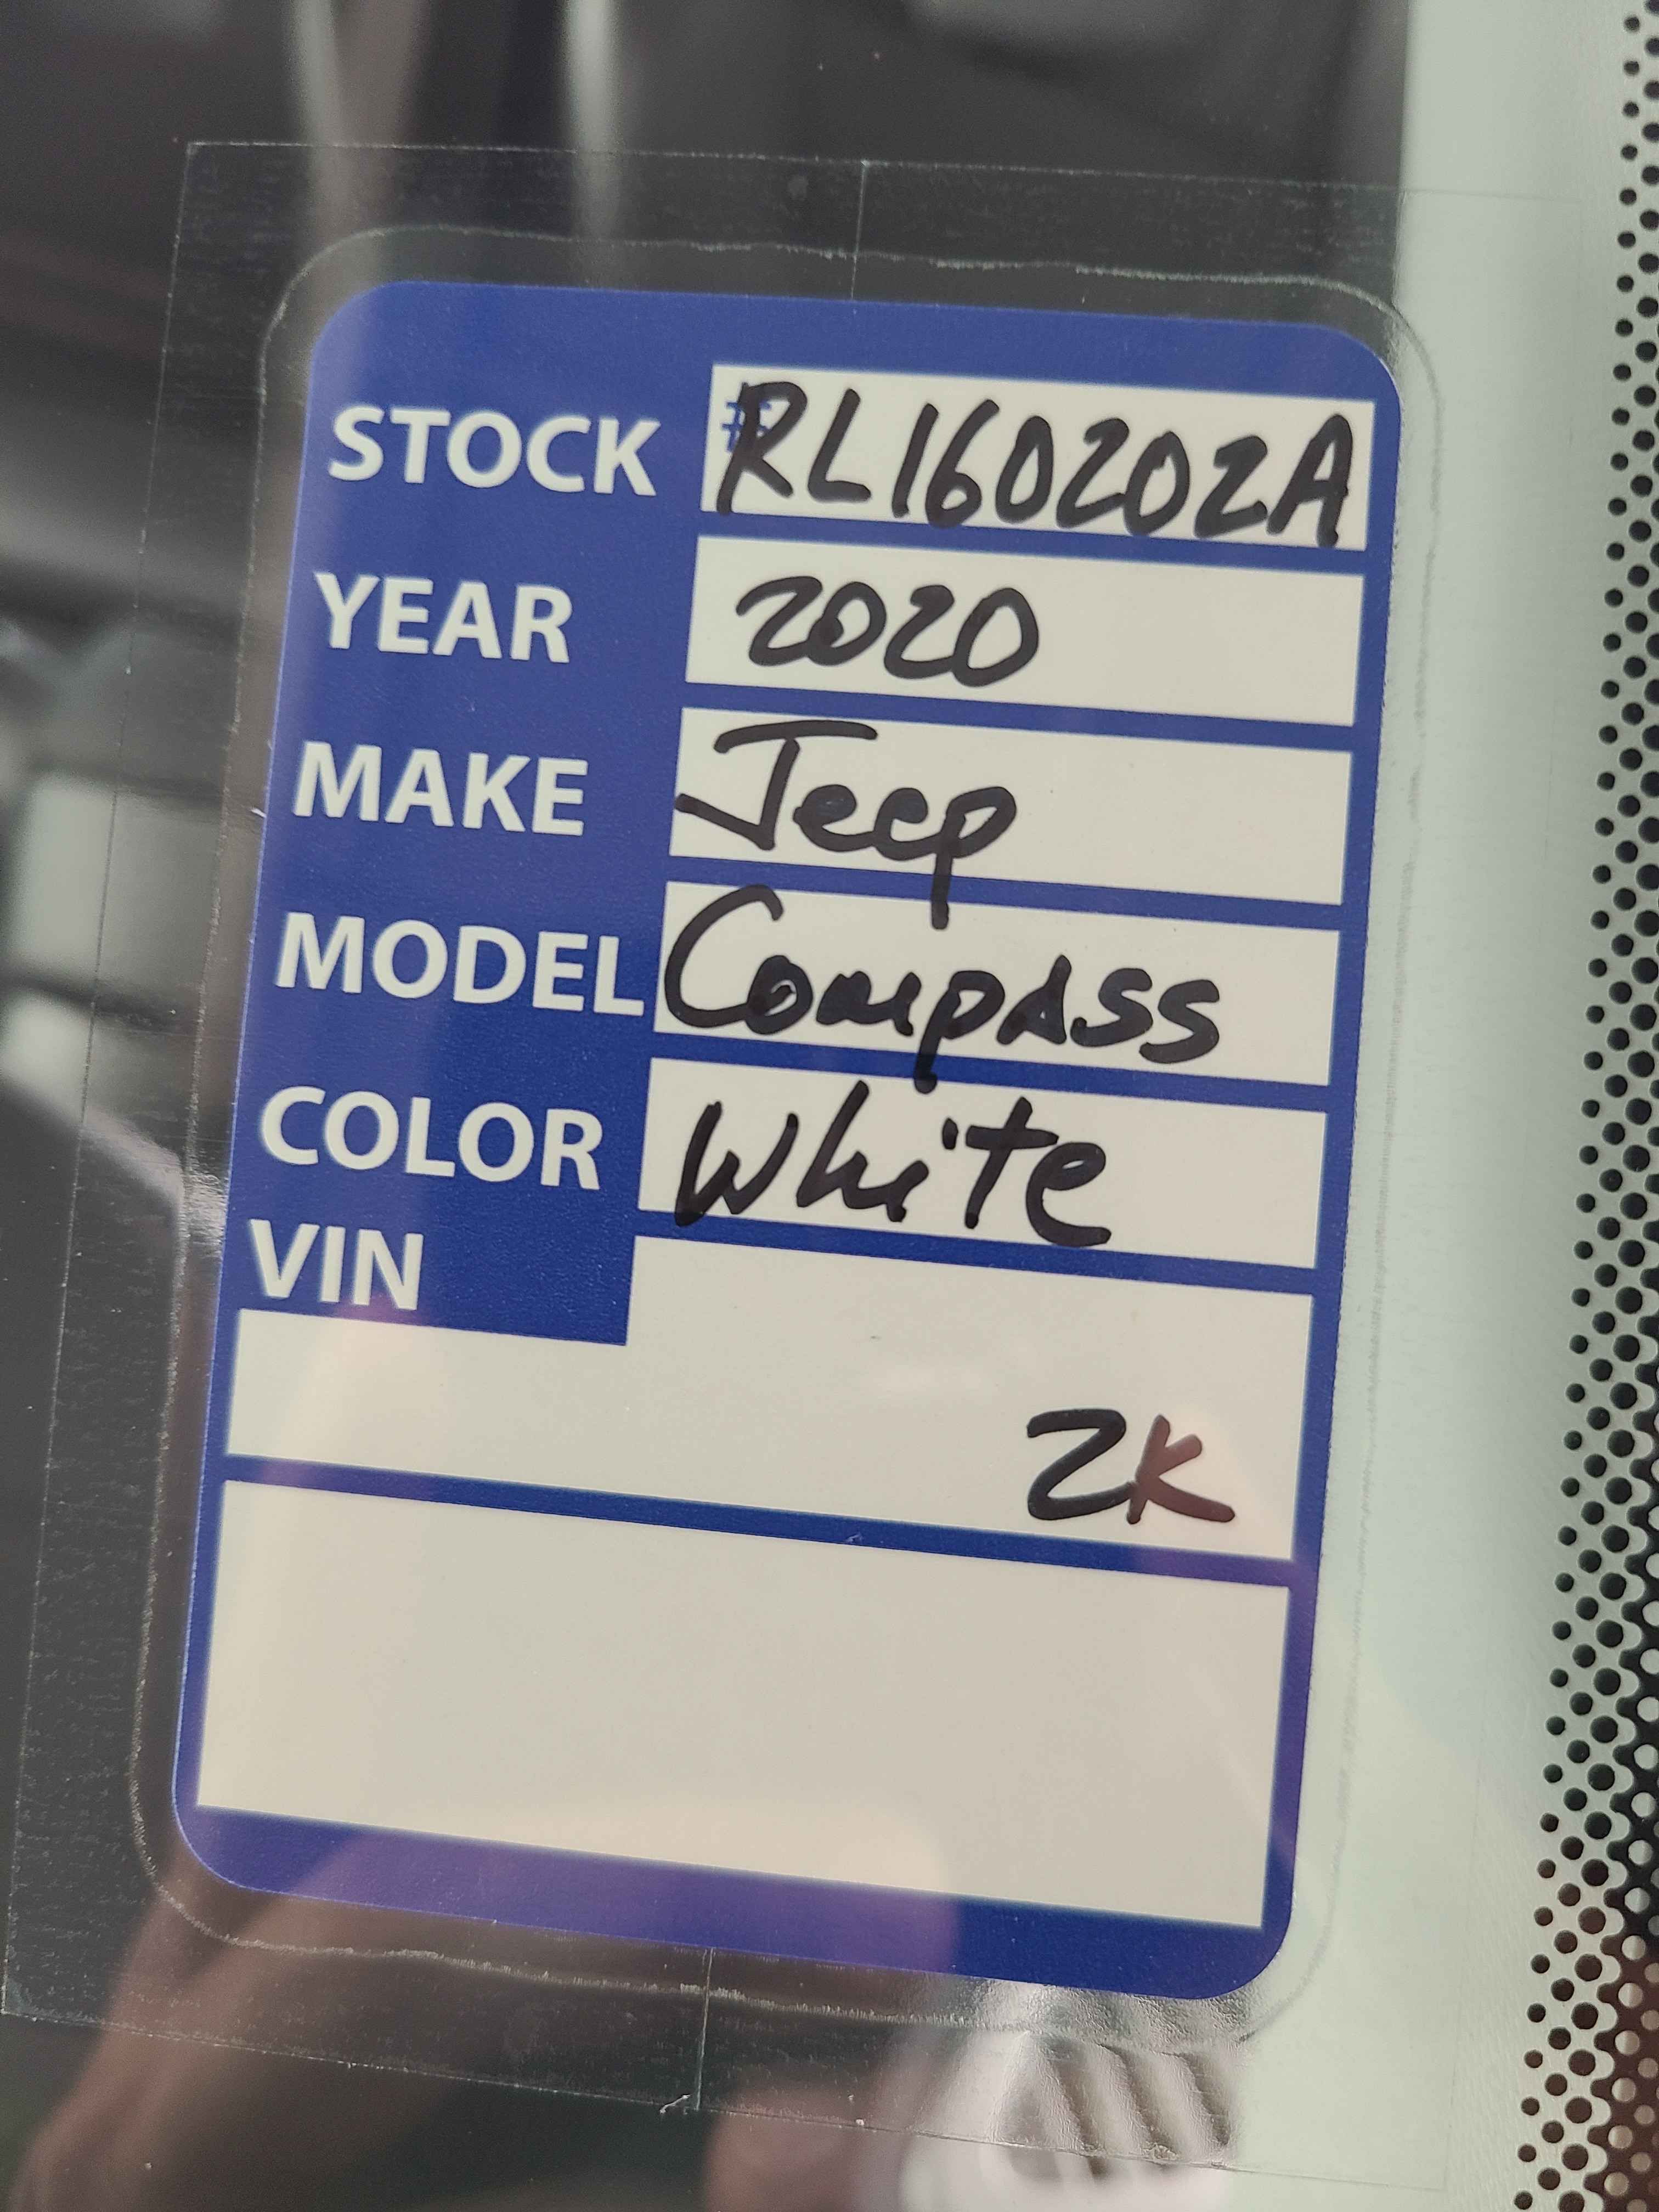 STOCK #RL160202A
YEAR 2020
MAKE Jeep
MODEL Compass
COLOR White
VIN
2K